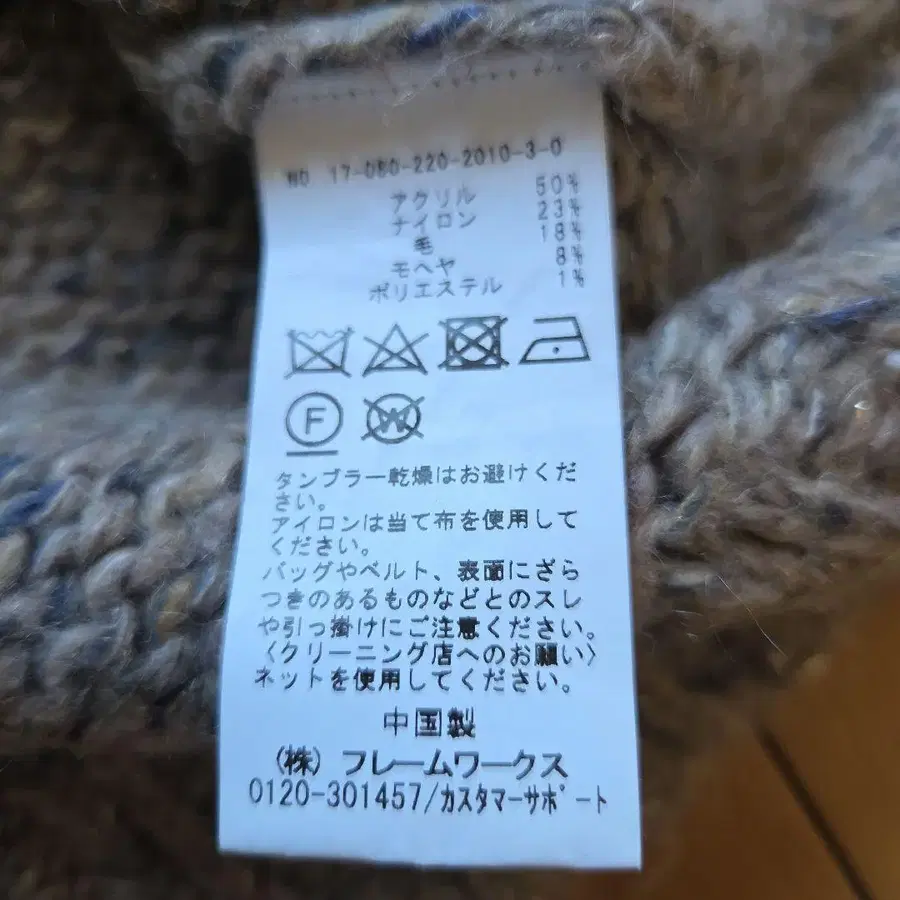 NO 17-080-220-2010-3-0
アクリル 50%
ナイロン 23%
毛 18%
モヘヤ 8%
ポリエステル 1%
F W
タンブラー乾燥はお避けくだ
さい。
アイロンは当て布を使用して
ください。
バッグやベルト、表面にざら
つきのあるものなどとのスレ
や引っ掛けにご注意ください。
〈クリーニング店へのお願い〉
ネットを使用してください。
中国製
(株) フレームワークス
0120-301457/カスタマーサポート